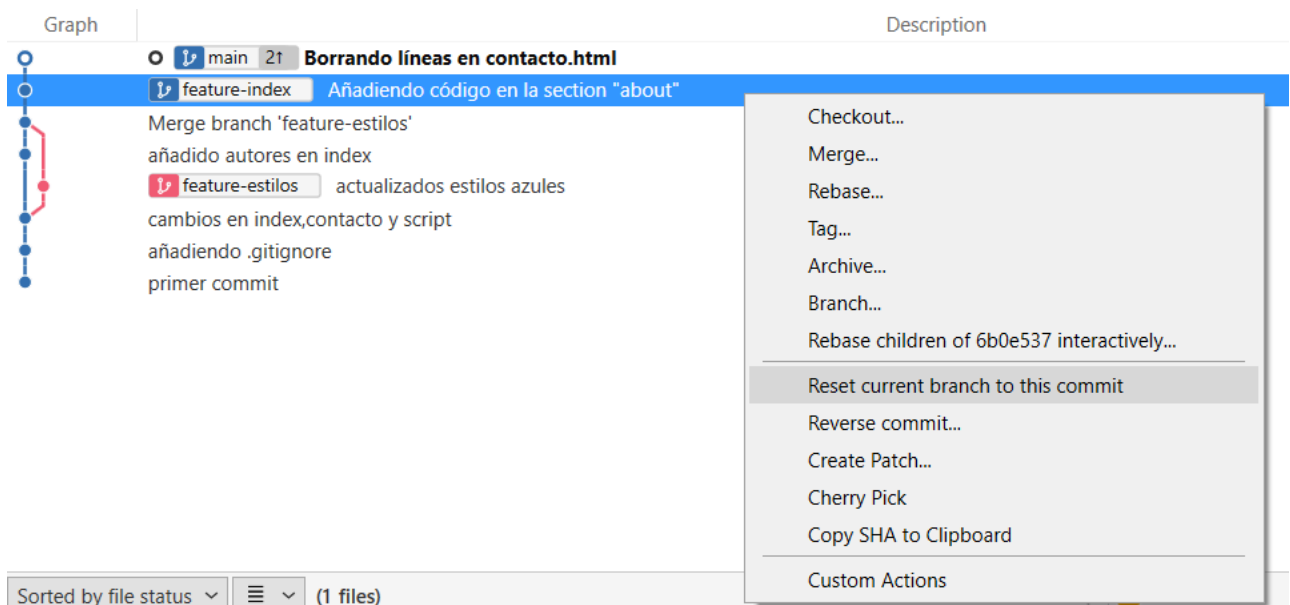 Graph Description
main 2↑ Borrando líneas en contacto.html
feature-index Añadiendo código en la section "about"
Merge branch 'feature-estilos'
añadido autores en index
feature-estilos actualizados estilos azules
cambios en index,contacto y script
añadiendo .gitignore
primer commit
Checkout...
Merge...
Rebase...
Tag...
Archive...
Branch...
Rebase children of 6b0e537 interactively...
Reset current branch to this commit
Reverse commit...
Create Patch...
Cherry Pick
Copy SHA to Clipboard
Custom Actions
Sorted by file status (1 files)